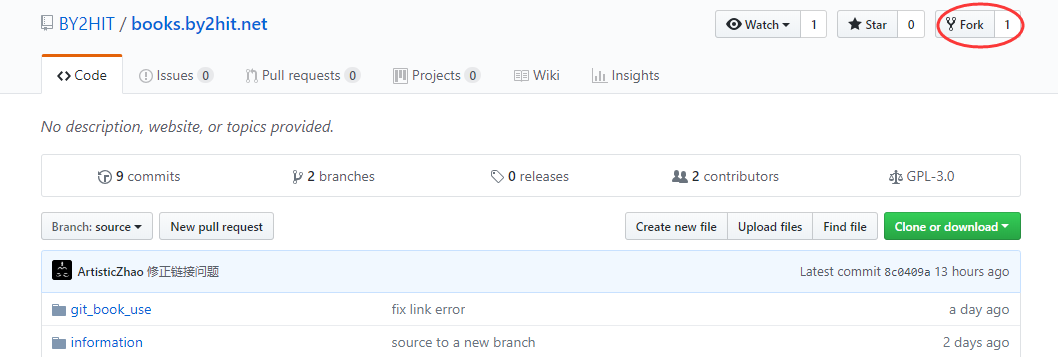 BY2HIT / books.by2hit.net Watch 1 Star 0 Fork 1
Code Issues 0 Pull requests 0 Projects 0 Wiki Insights
No description, website, or topics provided.
9 commits 2 branches 0 releases 2 contributors GPL-3.0
Branch: source New pull request Create new file Upload files Find file Clone or download
ArtisticZhao 修正链接问题 Latest commit 8c0409a 13 hours ago
git_book_use fix link error a day ago
information source to a new branch 2 days ago